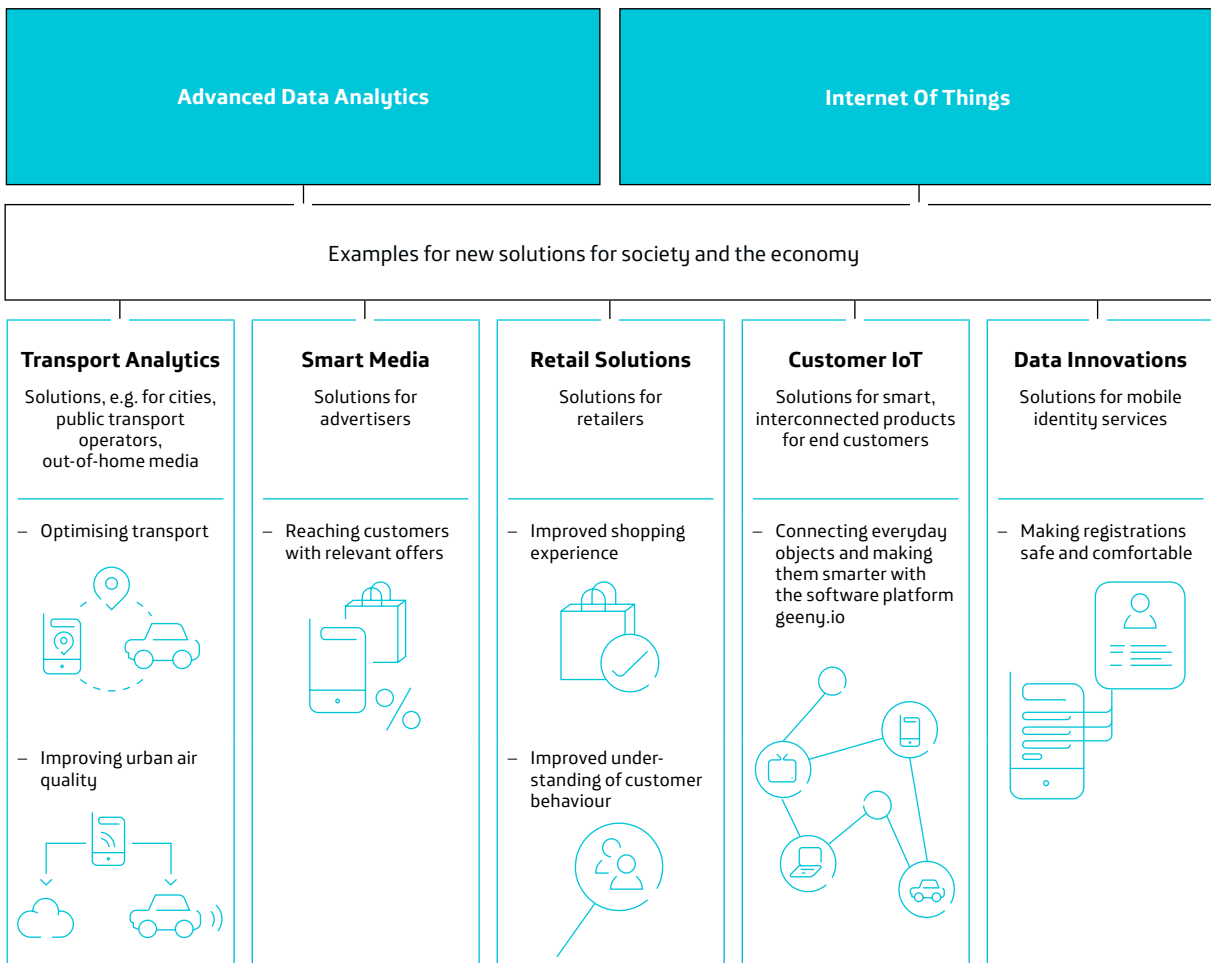 Advanced Data Analytics
Internet Of Things
Examples for new solutions for society and the economy
Transport Analytics
Solutions, e.g. for cities,
public transport
operators,
out-of-home media
– Optimising transport
– Improving urban air
quality
Smart Media
Solutions for
advertisers
– Reaching customers
with relevant offers
Retail Solutions
Solutions for
retailers
– Improved shopping
experience
– Improved under-
standing of customer
behaviour
Customer IoT
Solutions for smart,
interconnected products
for end customers
– Connecting everyday
objects and making
them smarter with
the software platform
geeny.io
Data Innovations
Solutions for mobile
identity services
– Making registrations
safe and comfortable